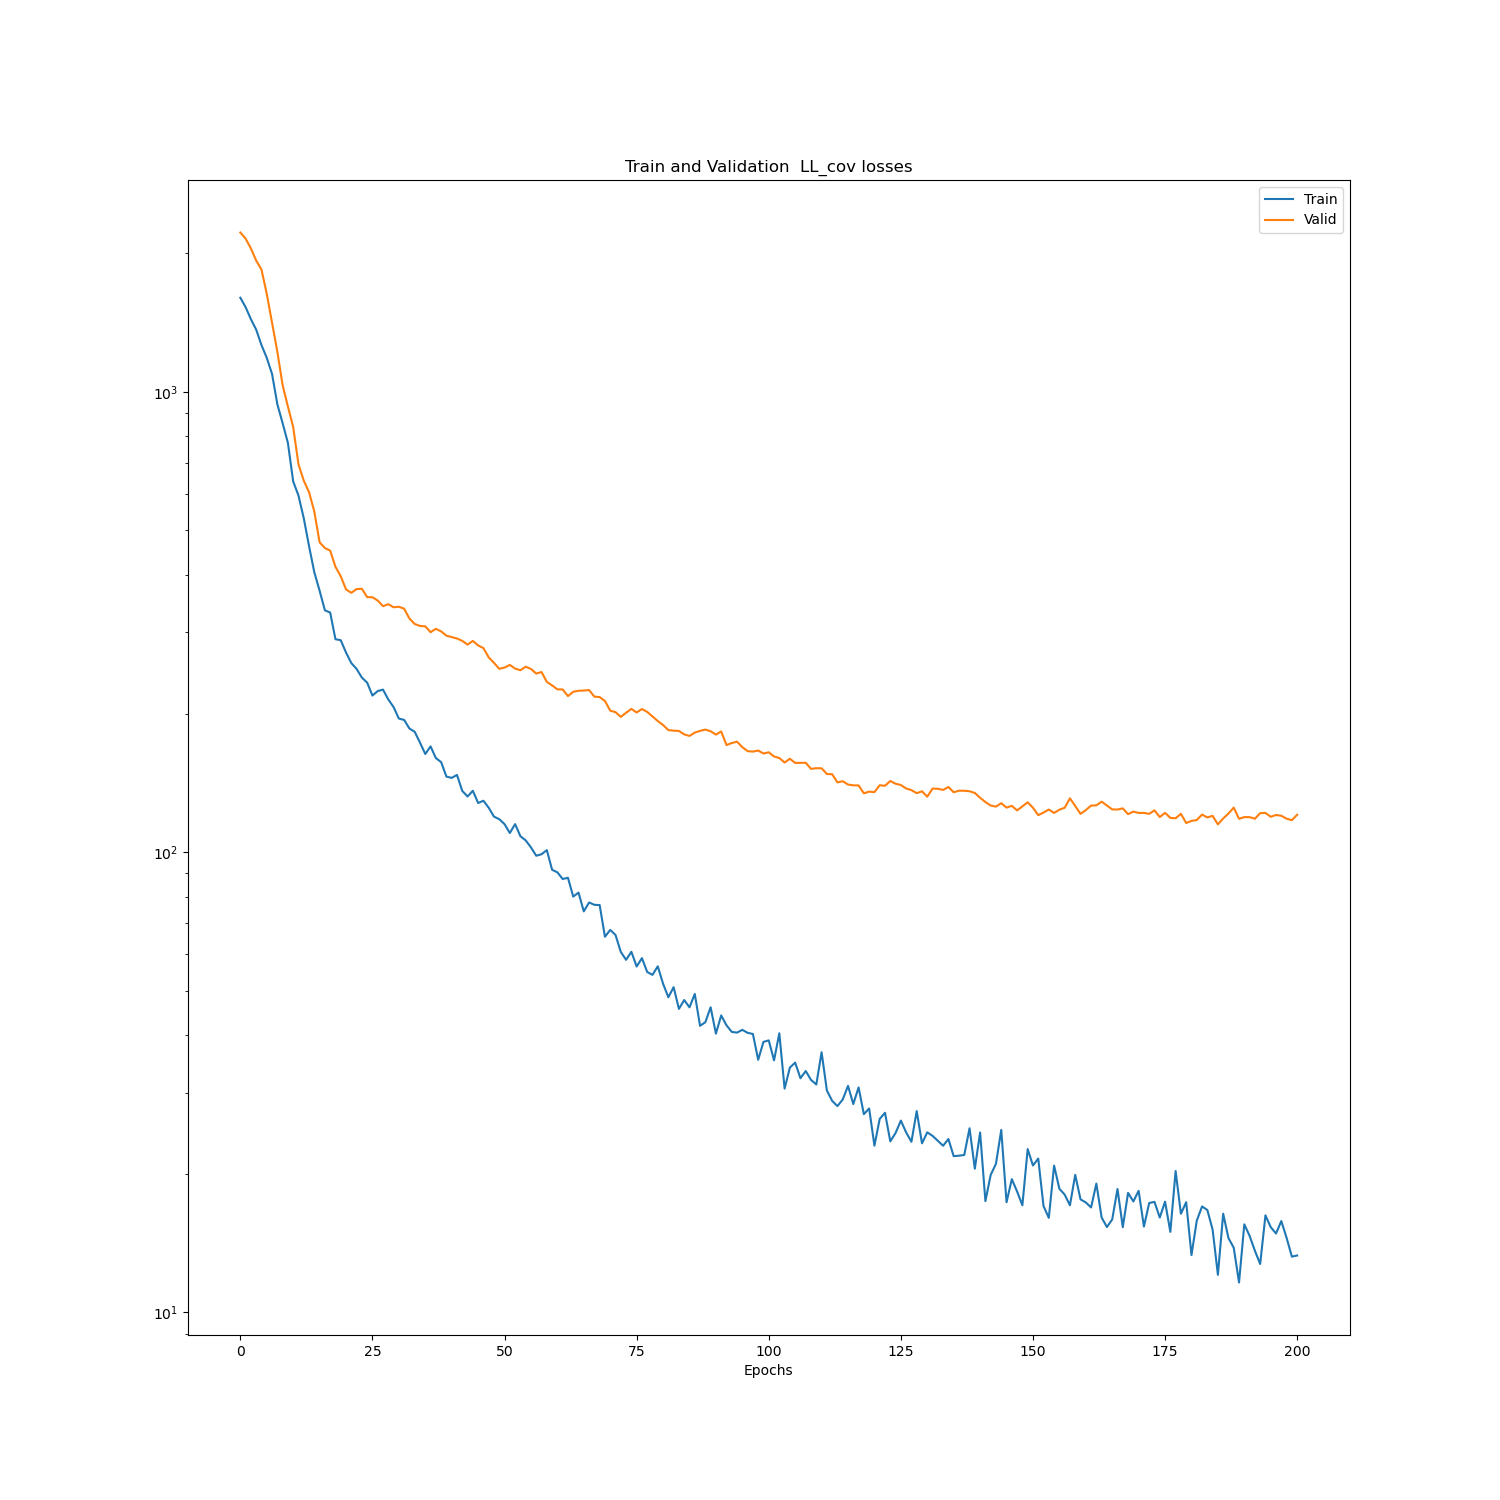 Train and Validation  LL_cov losses
Train
Valid
10³
10²
10¹
0 25 50 75 100 125 150 175 200
Epochs